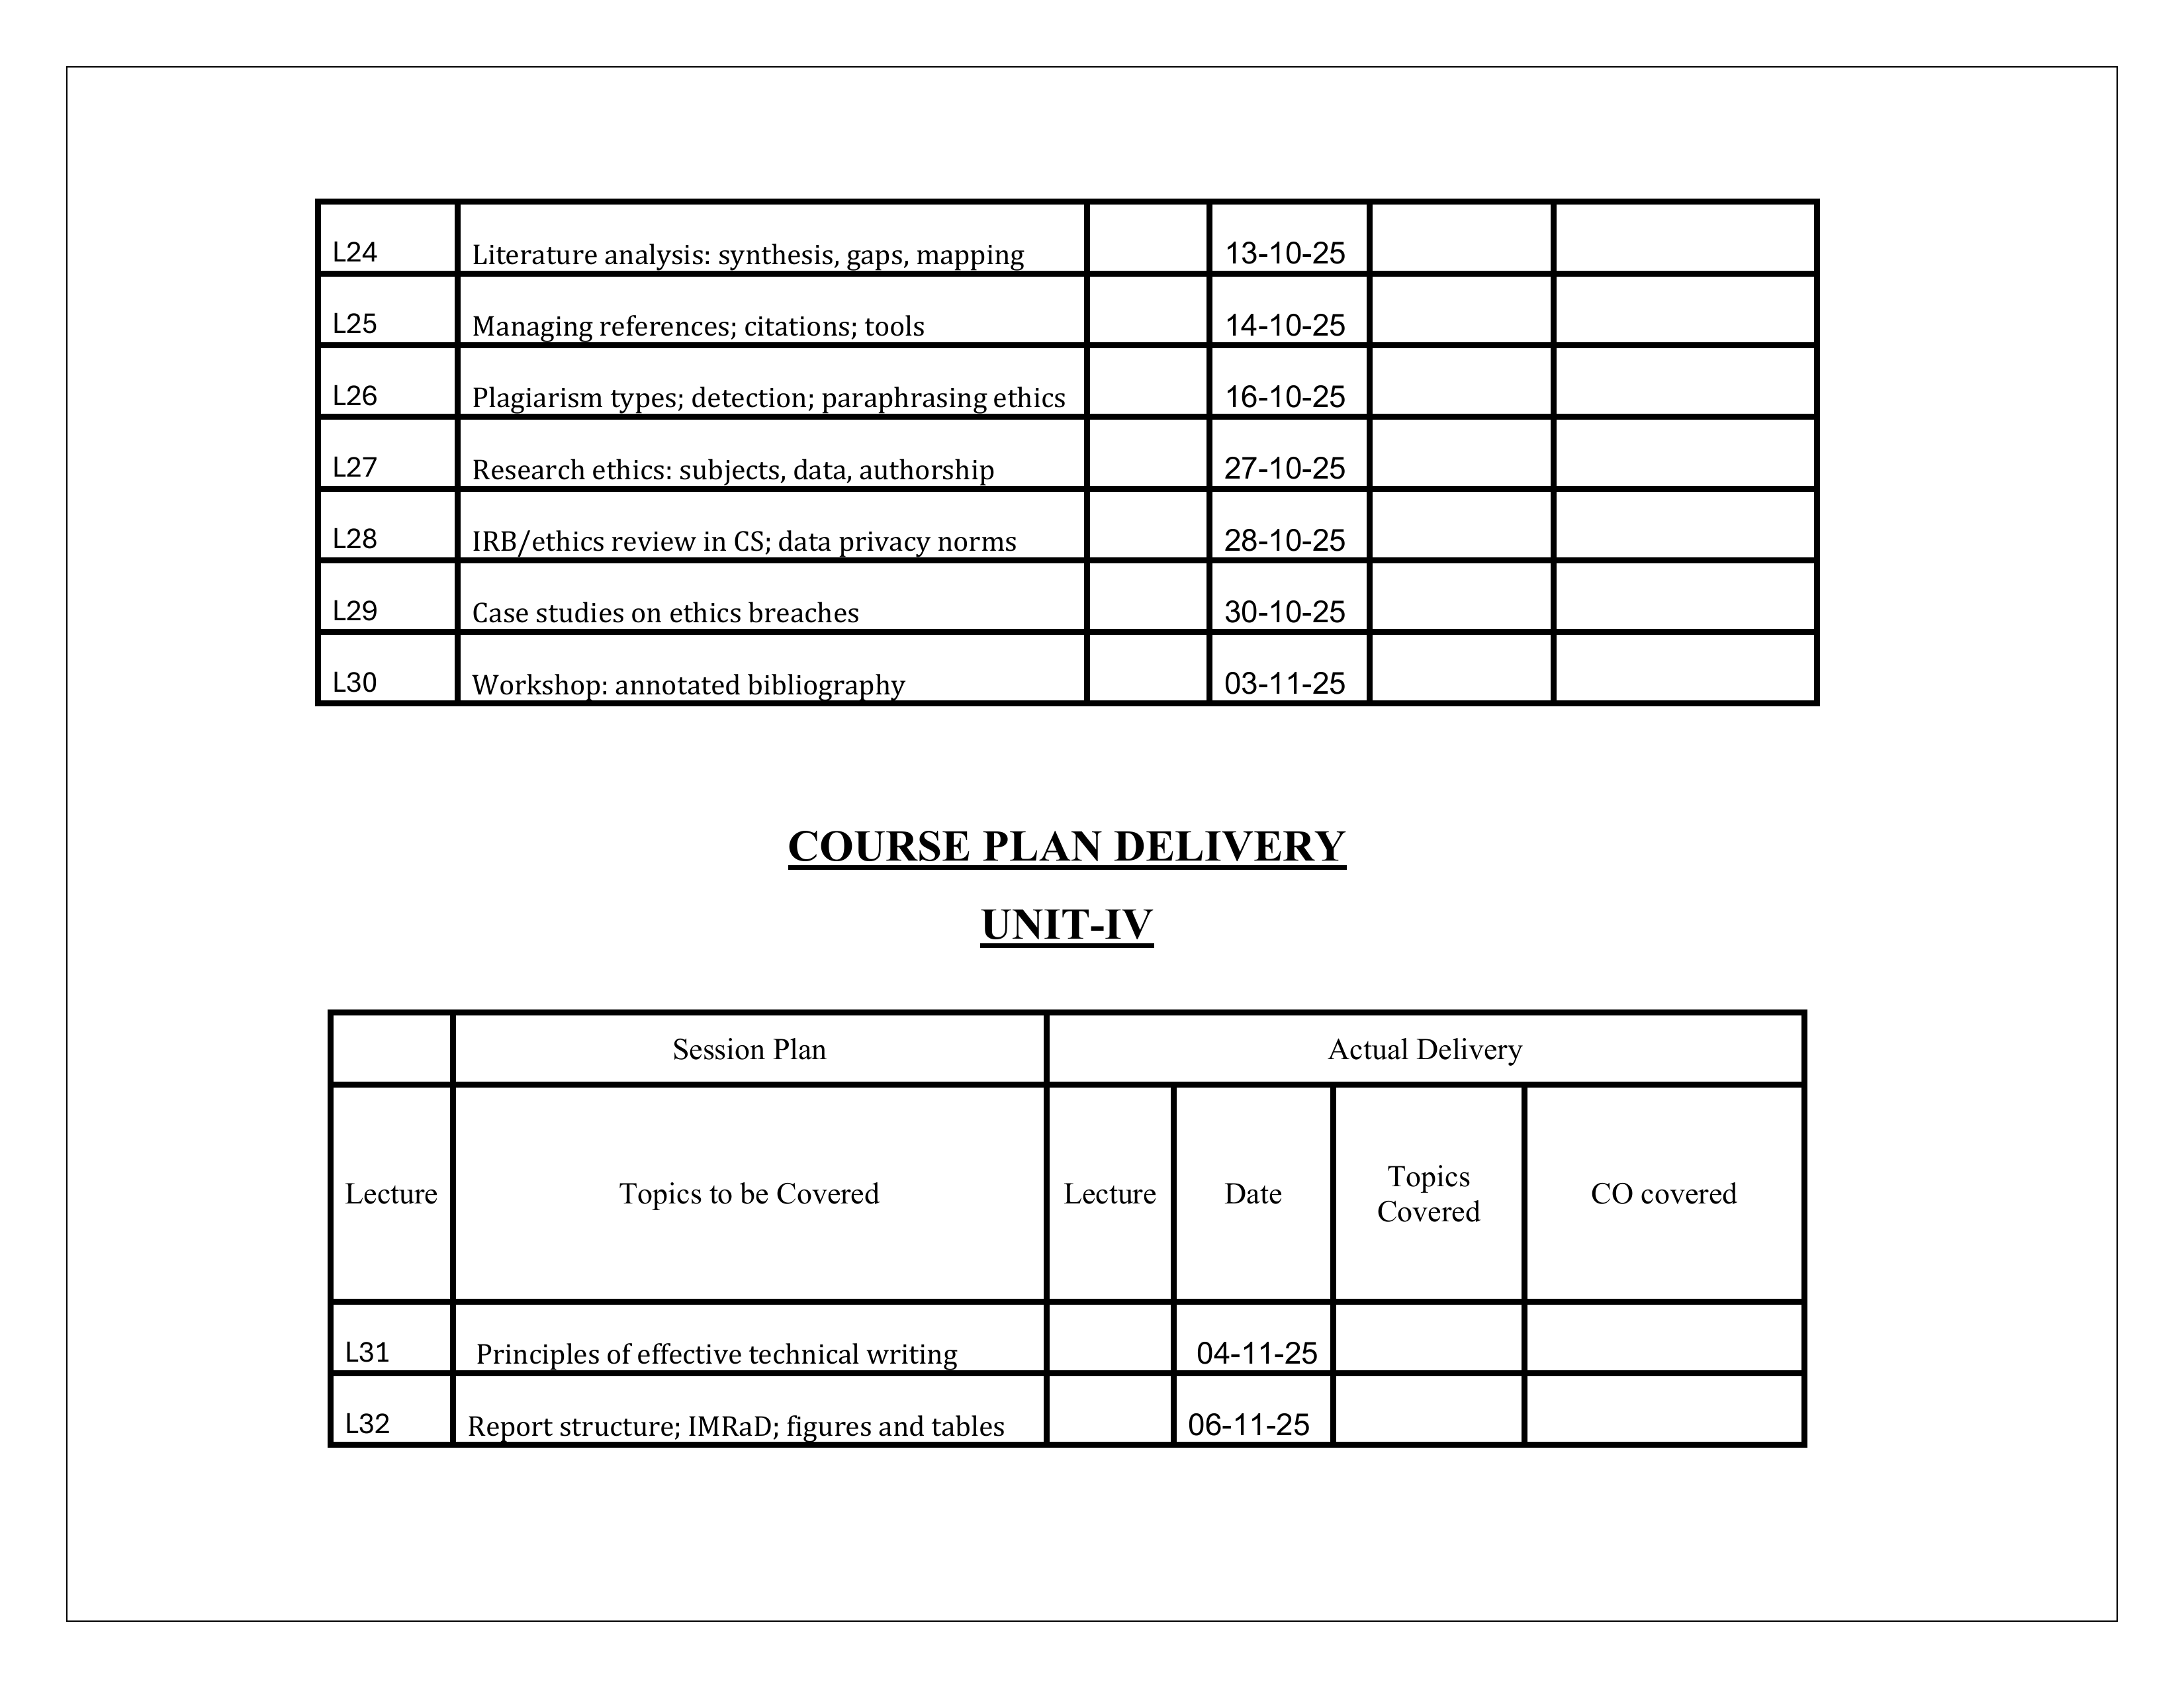 L24 Literature analysis: synthesis, gaps, mapping 13-10-25
L25 Managing references; citations; tools 14-10-25
L26 Plagiarism types; detection; paraphrasing ethics 16-10-25
L27 Research ethics: subjects, data, authorship 27-10-25
L28 IRB/ethics review in CS; data privacy norms 28-10-25
L29 Case studies on ethics breaches 30-10-25
L30 Workshop: annotated bibliography 03-11-25
COURSE PLAN DELIVERY
UNIT-IV
Session Plan Actual Delivery
Lecture Topics to be Covered Lecture Date Topics Covered CO covered
L31 Principles of effective technical writing 04-11-25
L32 Report structure; IMRaD; figures and tables 06-11-25